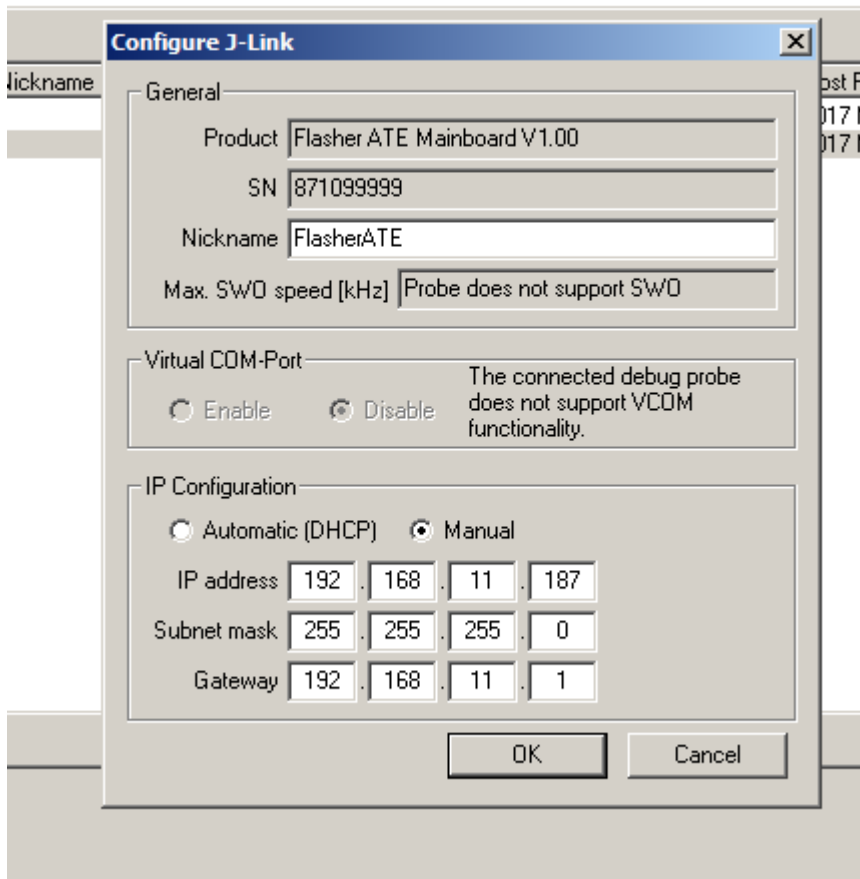 Configure J-Link
Nickname
General
Product Flasher ATE Mainboard V1.00
SN 871099999
Nickname FlasherATE
Max. SWO speed [kHz] Probe does not support SWO
Virtual COM-Port
Enable Disable
The connected debug probe
does not support VCOM
functionality.
IP Configuration
Automatic (DHCP) Manual
IP address 192 . 168 . 11 . 187
Subnet mask 255 . 255 . 255 . 0
Gateway 192 . 168 . 11 . 1
OK Cancel